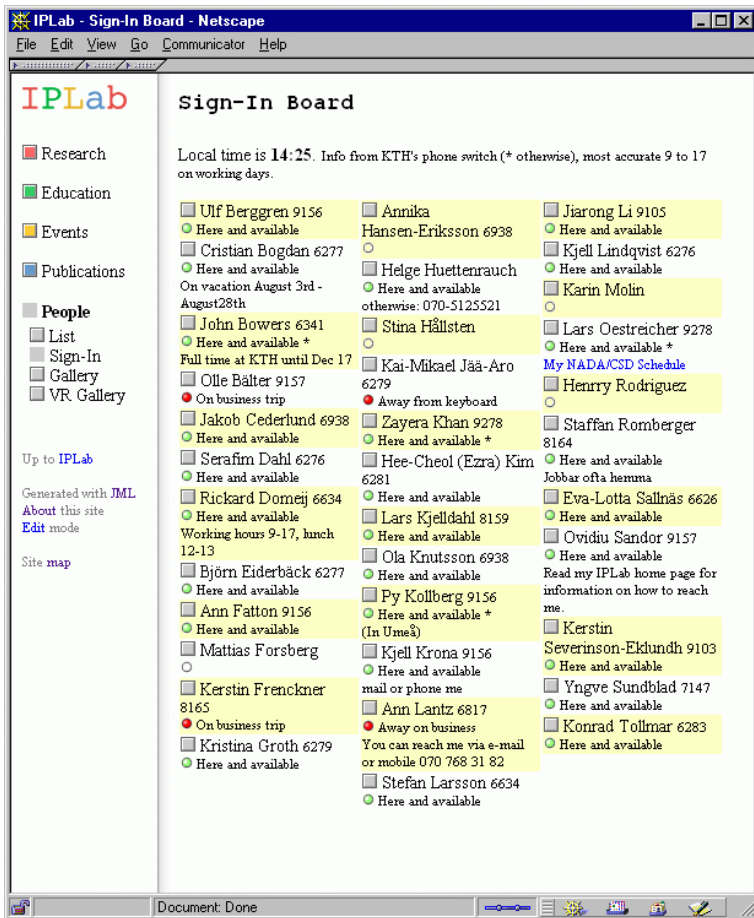 IPLab - Sign-In Board - Netscape
File Edit View Go Communicator Help
IPLab
Research
Education
Events
Publications
People
List
Sign-In
Gallery
VR Gallery
Up to IPLab
Generated with JML
About this site
Edit mode
Site map
Sign-In Board
Local time is 14:25. Info from KTH's phone switch (* otherwise), most accurate 9 to 17
on working days.
Ulf Berggren 9156
Here and available
Cristian Bogdan 6277
Here and available
On vacation August 3rd -
August28th
John Bowers 6341
Here and available *
Full time at KTH until Dec 17
Olle Bälter 9157
On business trip
Jakob Cederlund 6938
Here and available
Serafim Dahl 6276
Here and available
Rickard Domeij 6634
Here and available
Working hours 9-17, lunch
12-13
Björn Eiderbäck 6277
Here and available
Ann Fatton 9156
Here and available
Mattias Forsberg
Kerstin Frenckner
8165
On business trip
Kristina Groth 6279
Here and available
Annika
Hansen-Eriksson 6938
Helge Huettenrauch
Here and available
otherwise: 070-5125521
Stina Hållsten
Kai-Mikael Jää-Aro
6279
Away from keyboard
Zayera Khan 9278
Here and available *
Hee-Cheol (Ezra) Kim
6281
Here and available
Lars Kjelldahl 8159
Here and available
Ola Knutsson 6938
Here and available
Py Kollberg 9156
Here and available *
(In Umeå)
Kjell Krona 9156
Here and available
mail or phone me
Ann Lantz 6817
Away on business
You can reach me via e-mail
or mobile 070 768 31 82
Stefan Larsson 6634
Here and available
Jiarong Li 9105
Here and available
Kjell Lindqvist 6276
Here and available
Karin Molin
Lars Oestreicher 9278
Here and available *
My NADA/CSD Schedule
Henrry Rodriguez
Staffan Romberger
8164
Here and available
Jobbar ofta hemma
Eva-Lotta Sallnäs 6626
Here and available
Ovidiu Sandor 9157
Here and available
Read my IPLab home page for
information on how to reach
me.
Kerstin
Severinson-Eklundh 9103
Here and available
Yngve Sundblad 7147
Here and available
Konrad Tollmar 6283
Here and available
Document: Done